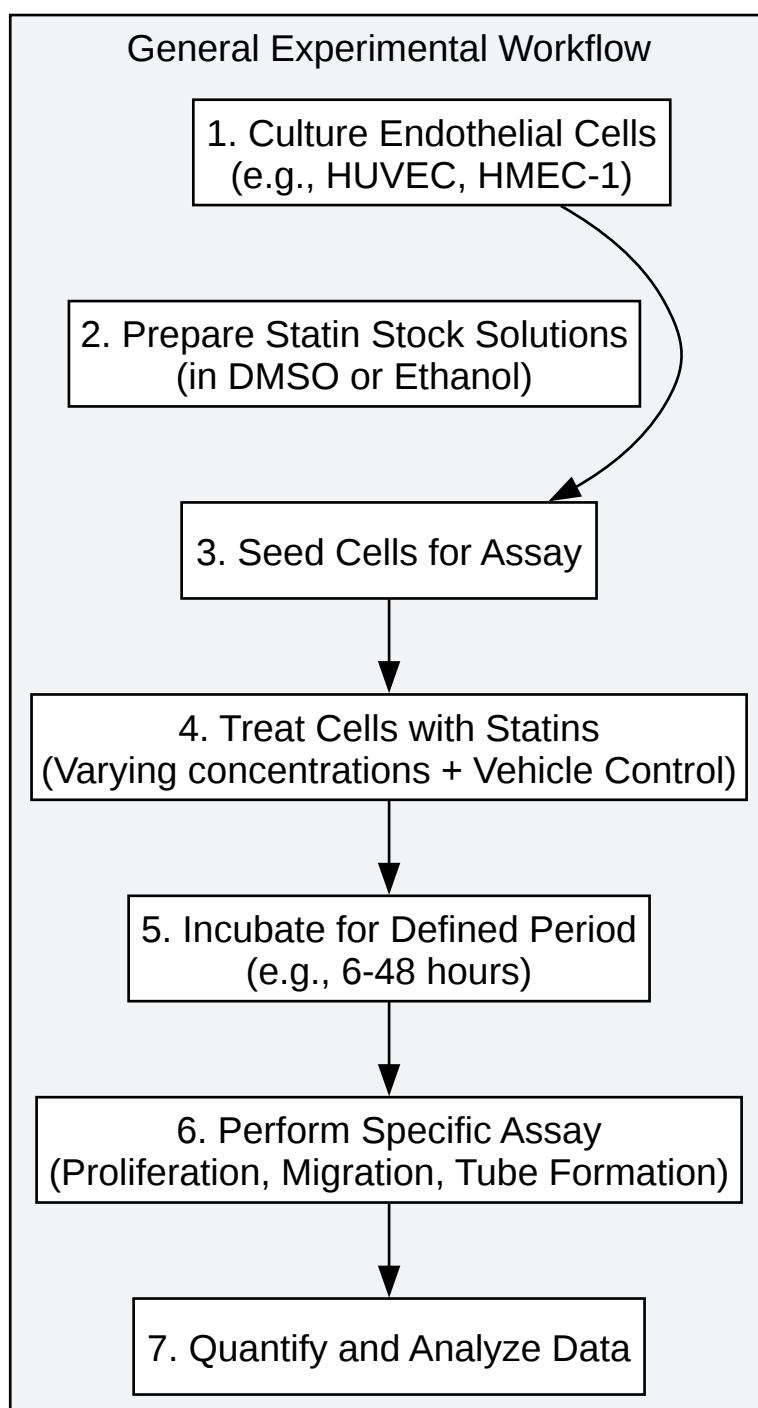 General Experimental Workflow
1. Culture Endothelial Cells
(e.g., HUVEC, HMEC-1)
2. Prepare Statin Stock Solutions
(in DMSO or Ethanol)
3. Seed Cells for Assay
4. Treat Cells with Statins
(Varying concentrations + Vehicle Control)
5. Incubate for Defined Period
(e.g., 6-48 hours)
6. Perform Specific Assay
(Proliferation, Migration, Tube Formation)
7. Quantify and Analyze Data